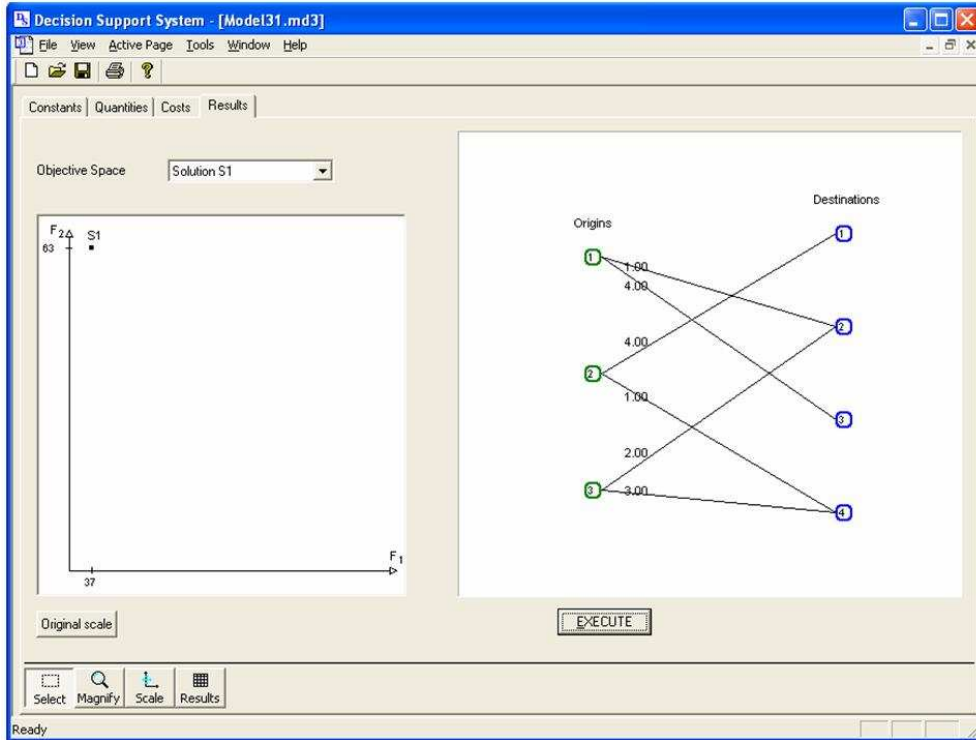 Decision Support System - [Model31.md3]
File View Active Page Tools Window Help
Constants Quantities Costs Results
Objective Space Solution S1
F2 S1
63
F1
37
Original scale
Origins
Destinations
1
1
1.00
4.00
2
4.00
2
1.00
3
2.00
3
3.00
4
EXECUTE
Select Magnify Scale Results
Ready